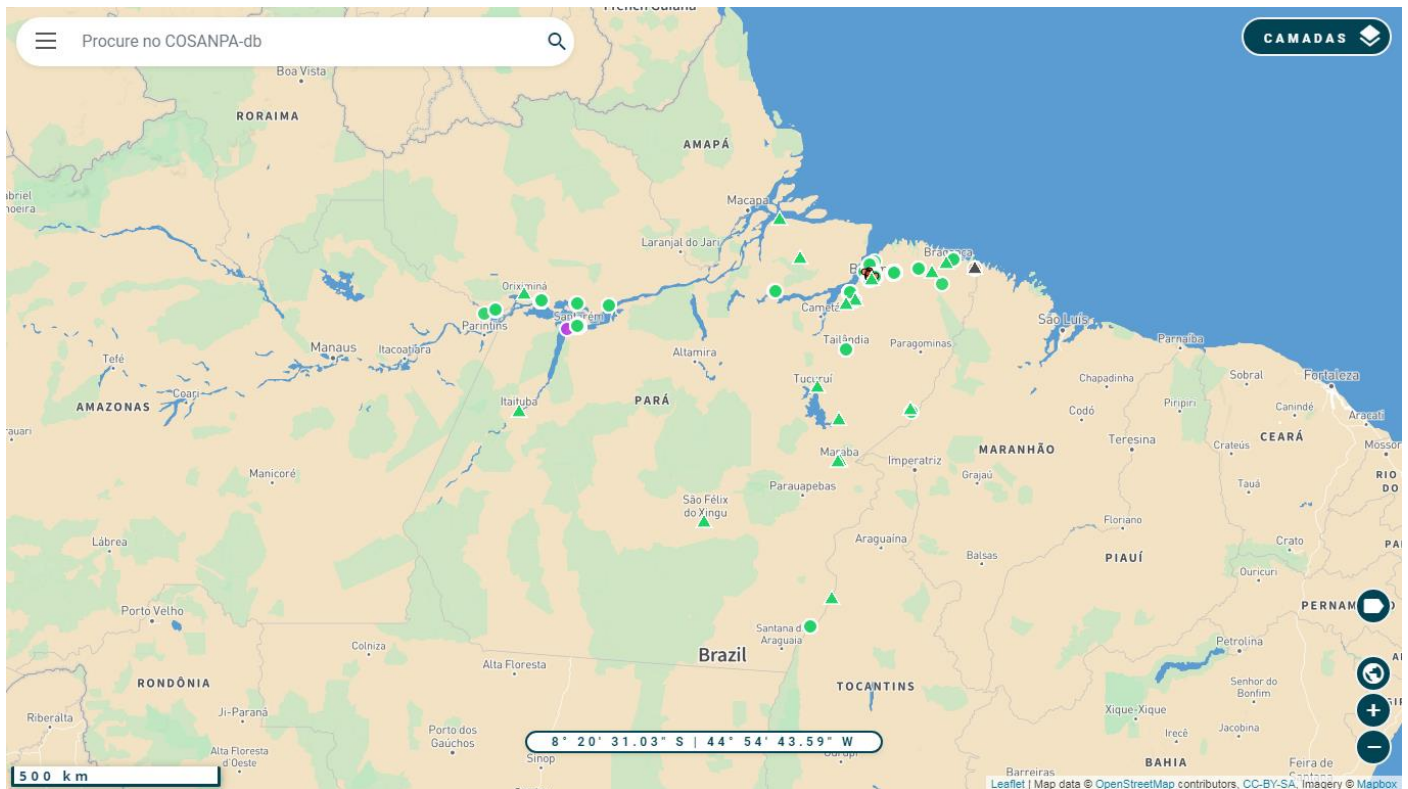 French Guiana
Procure no COSANPA-db
CAMADAS
Boa Vista
RORAIMA
AMAPÁ
Macapá
Laranjal do Jari
Bragança
Oriximiná
Santarém
Parintins
Cametá
São Luís
Manaus
Itacoatiara
Tailândia
Paragominas
Parnaíba
Tefé
Altamira
Coari
Tucuruí
Chapadinha
Sobral
Fortaleza
AMAZONAS
Itaituba
PARÁ
Codó
Piripiri
Canindé
Aracati
Teresina
CEARÁ
Crateús
MARANHÃO
Marabá
Imperatriz
Grajaú
Manicoré
Parauapebas
Tauá
RIO
DO
São Félix
do Xingu
Floriano
Araguaína
Lábrea
Balsas
PIAUÍ
Crato
Ouricuri
Porto Velho
PERNAM
Santana d
Araguaia
Colniza
Alta Floresta
Brazil
Petrolina
RONDÔNIA
TOCANTINS
Senhor do
Bonfim
Riberalta
Ji-Paraná
Xique-Xique
Porto dos
Gaúchos
Irecê
Jacobina
8° 20' 31.03" S | 44° 54' 43.59" W
Alta Floresta
d'Oeste
Sinop
BAHIA
Feira de
Barreiras
500 km
Leaflet | Map data © OpenStreetMap contributors, CC-BY-SA, Imagery © Mapbox